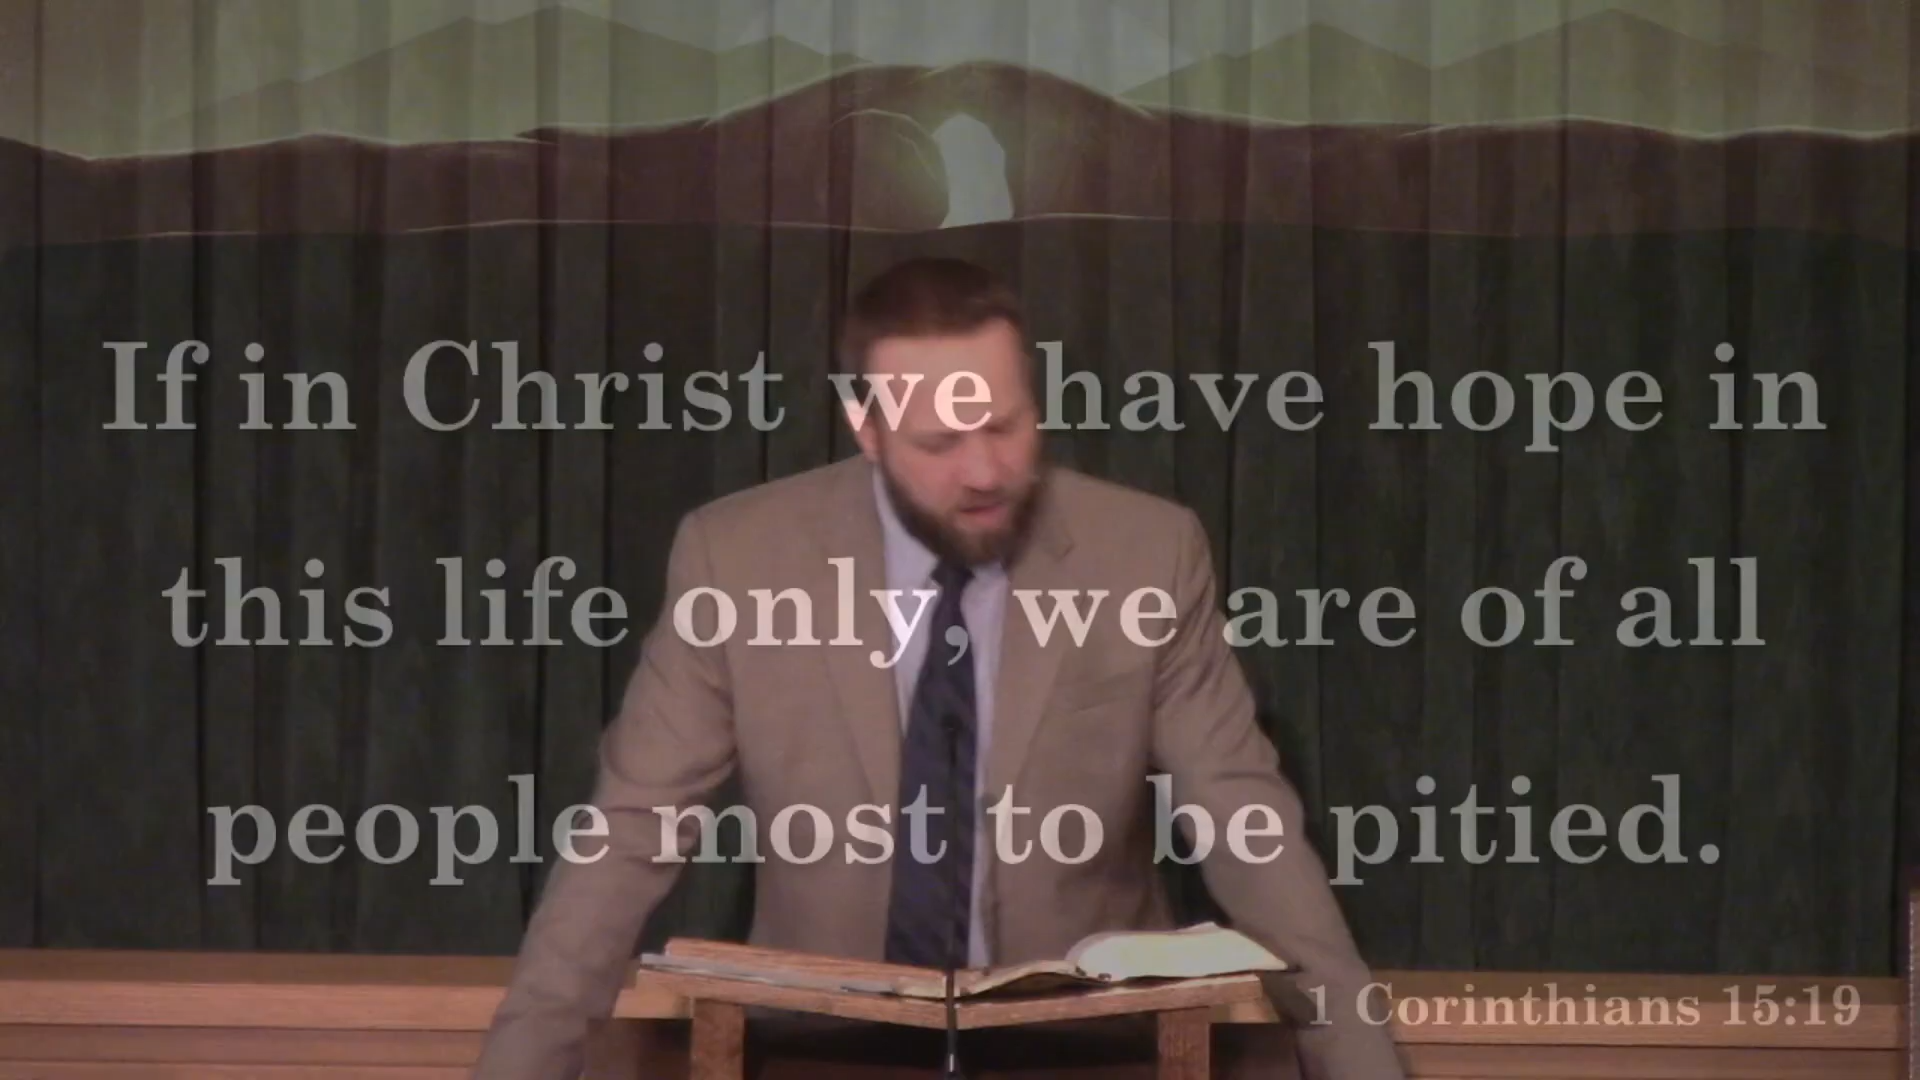 If in Christ we have hope in
this life only, we are of all
people most to be pitied.
1 Corinthians 15:19